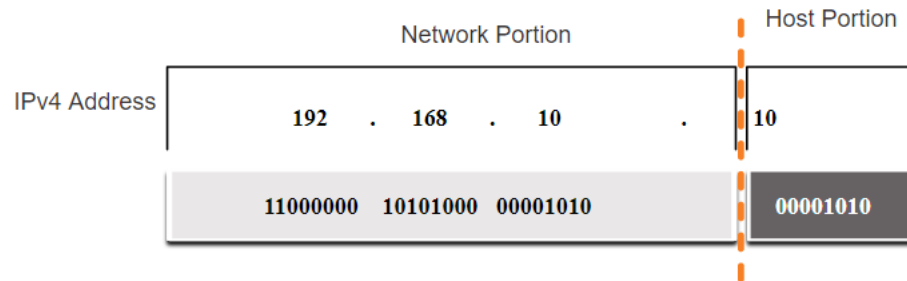 Network Portion
Host Portion
IPv4 Address
192 . 168 . 10 . 10
11000000 10101000 00001010 00001010